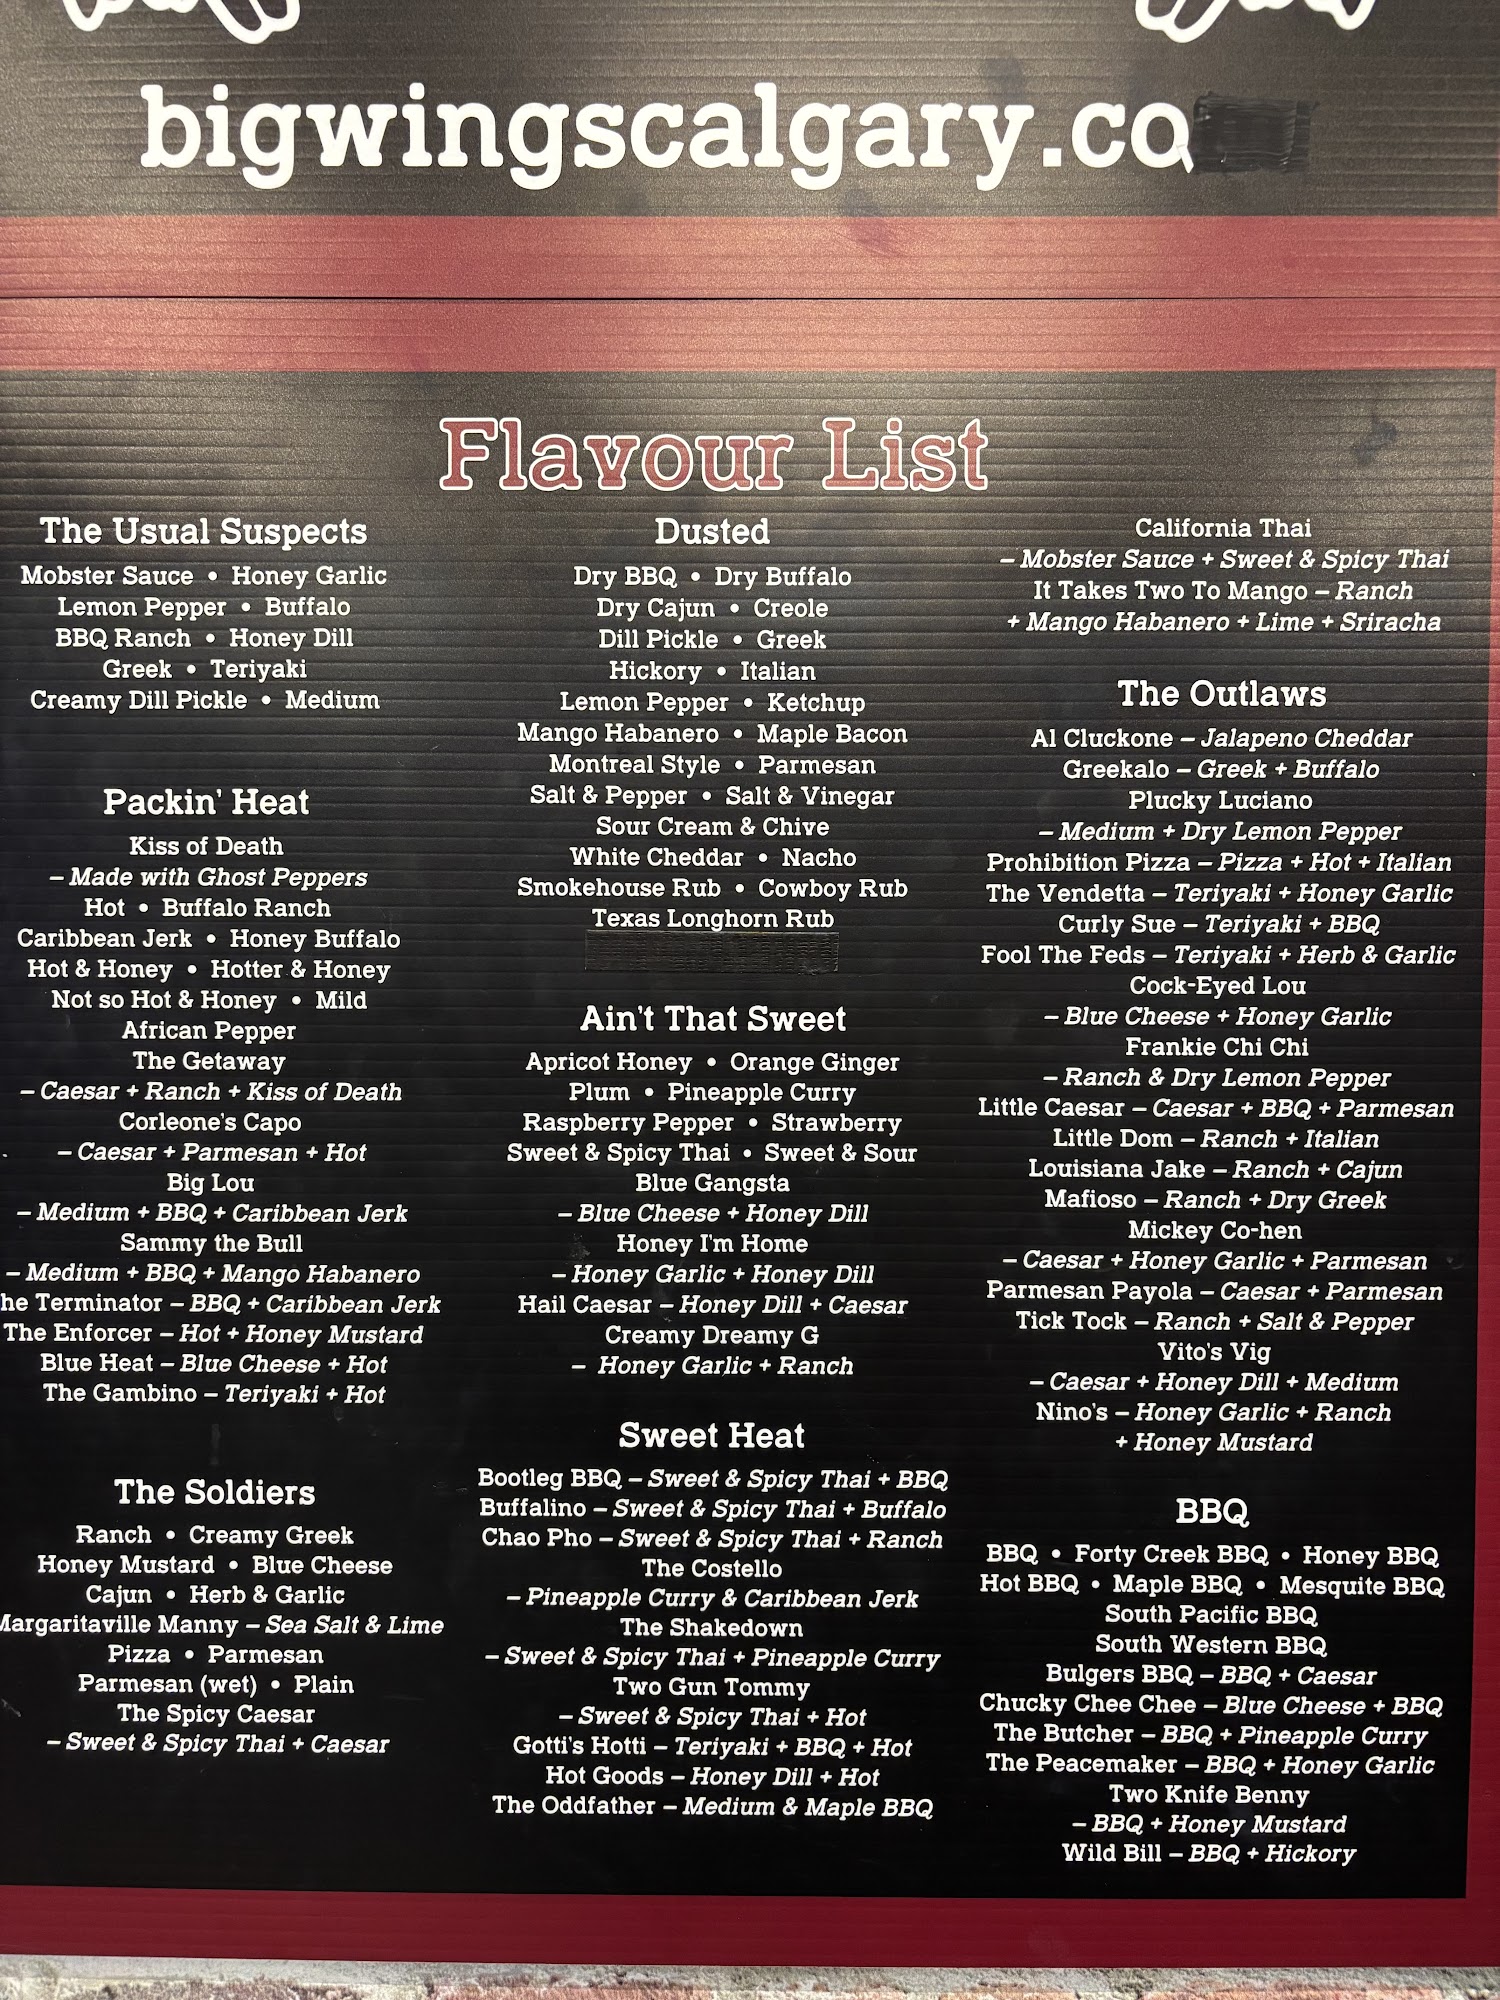 bigwingscalgary.co
Flavour List
The Usual Suspects
Mobster Sauce • Honey Garlic
Lemon Pepper • Buffalo
BBQ Ranch • Honey Dill
Greek • Teriyaki
Creamy Dill Pickle • Medium
Packin' Heat
Kiss of Death
– Made with Ghost Peppers
Hot • Buffalo Ranch
Caribbean Jerk • Honey Buffalo
Hot & Honey • Hotter & Honey
Not so Hot & Honey • Mild
African Pepper
The Getaway
– Caesar + Ranch + Kiss of Death
Corleone's Capo
– Caesar + Parmesan + Hot
Big Lou
– Medium + BBQ + Caribbean Jerk
Sammy the Bull
– Medium + BBQ + Mango Habanero
he Terminator – BBQ + Caribbean Jerk
The Enforcer – Hot + Honey Mustard
Blue Heat – Blue Cheese + Hot
The Gambino – Teriyaki + Hot
The Soldiers
Ranch • Creamy Greek
Honey Mustard • Blue Cheese
Cajun • Herb & Garlic
Margaritaville Manny – Sea Salt & Lime
Pizza • Parmesan
Parmesan (wet) • Plain
The Spicy Caesar
– Sweet & Spicy Thai + Caesar
Dusted
Dry BBQ • Dry Buffalo
Dry Cajun • Creole
Dill Pickle • Greek
Hickory • Italian
Lemon Pepper • Ketchup
Mango Habanero • Maple Bacon
Montreal Style • Parmesan
Salt & Pepper • Salt & Vinegar
Sour Cream & Chive
White Cheddar • Nacho
Smokehouse Rub • Cowboy Rub
Texas Longhorn Rub
Ain't That Sweet
Apricot Honey • Orange Ginger
Plum • Pineapple Curry
Raspberry Pepper • Strawberry
Sweet & Spicy Thai • Sweet & Sour
Blue Gangsta
– Blue Cheese + Honey Dill
Honey I'm Home
– Honey Garlic + Honey Dill
Hail Caesar – Honey Dill + Caesar
Creamy Dreamy G
– Honey Garlic + Ranch
Sweet Heat
Bootleg BBQ – Sweet & Spicy Thai + BBQ
Buffalino – Sweet & Spicy Thai + Buffalo
Chao Pho – Sweet & Spicy Thai + Ranch
The Costello
– Pineapple Curry & Caribbean Jerk
The Shakedown
– Sweet & Spicy Thai + Pineapple Curry
Two Gun Tommy
– Sweet & Spicy Thai + Hot
Gotti's Hotti – Teriyaki + BBQ + Hot
Hot Goods – Honey Dill + Hot
The Oddfather – Medium & Maple BBQ
California Thai
– Mobster Sauce + Sweet & Spicy Thai
It Takes Two To Mango – Ranch
+ Mango Habanero + Lime + Sriracha
The Outlaws
Al Cluckone – Jalapeno Cheddar
Greekalo – Greek + Buffalo
Plucky Luciano
– Medium + Dry Lemon Pepper
Prohibition Pizza – Pizza + Hot + Italian
The Vendetta – Teriyaki + Honey Garlic
Curly Sue – Teriyaki + BBQ
Fool The Feds – Teriyaki + Herb & Garlic
Cock-Eyed Lou
– Blue Cheese + Honey Garlic
Frankie Chi Chi
– Ranch & Dry Lemon Pepper
Little Caesar – Caesar + BBQ + Parmesan
Little Dom – Ranch + Italian
Louisiana Jake – Ranch + Cajun
Mafioso – Ranch + Dry Greek
Mickey Co-hen
– Caesar + Honey Garlic + Parmesan
Parmesan Payola – Caesar + Parmesan
Tick Tock – Ranch + Salt & Pepper
Vito's Vig
– Caesar + Honey Dill + Medium
Nino's – Honey Garlic + Ranch
+ Honey Mustard
BBQ
BBQ • Forty Creek BBQ • Honey BBQ
Hot BBQ • Maple BBQ • Mesquite BBQ
South Pacific BBQ
South Western BBQ
Bulgers BBQ – BBQ + Caesar
Chucky Chee Chee – Blue Cheese + BBQ
The Butcher – BBQ + Pineapple Curry
The Peacemaker – BBQ + Honey Garlic
Two Knife Benny
– BBQ + Honey Mustard
Wild Bill – BBQ + Hickory